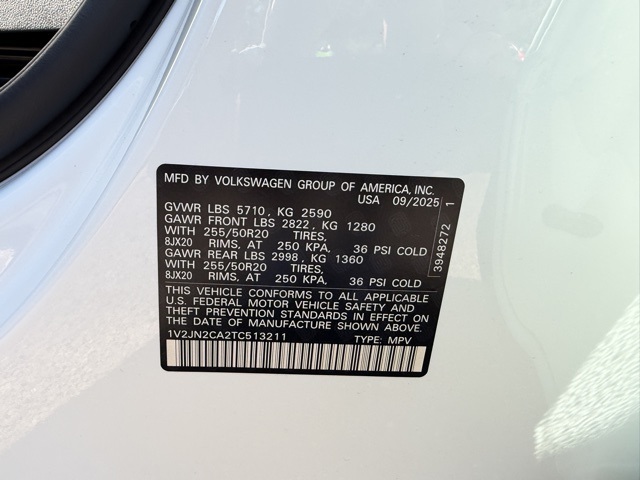 MFD BY VOLKSWAGEN GROUP OF AMERICA, INC.
USA 09/2025
GVWR LBS 5710, KG 2590
GAWR FRONT LBS 2822, KG 1280
WITH 255/50R20 TIRES,
8JX20 RIMS, AT 250 KPA, 36 PSI COLD
GAWR REAR LBS 2998, KG 1360
WITH 255/50R20 TIRES,
8JX20 RIMS, AT 250 KPA, 36 PSI COLD
THIS VEHICLE CONFORMS TO ALL APPLICABLE
U.S. FEDERAL MOTOR VEHICLE SAFETY AND
THEFT PREVENTION STANDARDS IN EFFECT ON
THE DATE OF MANUFACTURE SHOWN ABOVE.
1V2JN2CA2TC513211 TYPE: MPV
3948272 1